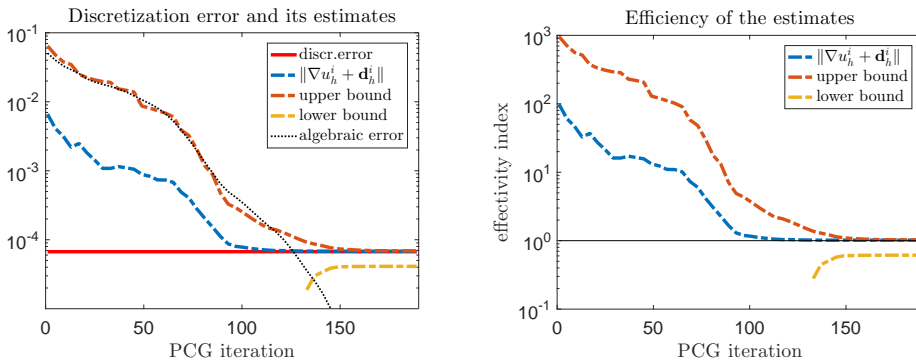 Discretization error and its estimates
10^{-1}
10^{-2}
10^{-3}
10^{-4}
0
50
100
150
PCG iteration
discr.error
‖∇u_h^i + d_h^i‖
upper bound
lower bound
algebraic error
Efficiency of the estimates
effectivity index
10^3
10^2
10^1
10^0
10^{-1}
0
50
100
150
PCG iteration
‖∇u_h^i + d_h^i‖
upper bound
lower bound